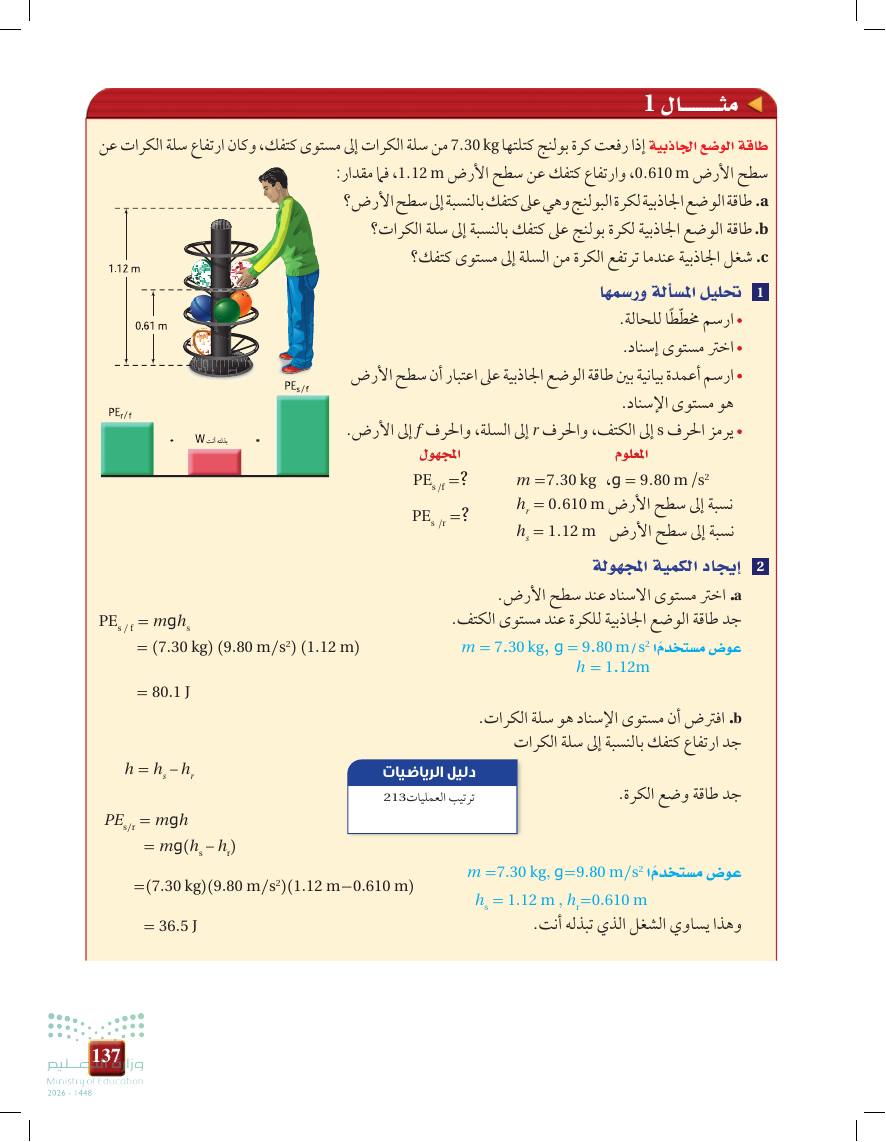 مثـــــــال 1
طاقة الوضع الجاذبية إذا رفعت كرة بولنج كتلتها 7.30 kg من سلة الكرات إلى مستوى كتفك، وكان ارتفاع سلة الكرات عن
سطح الأرض 0.610 m، وارتفاع كتفك عن سطح الأرض 1.12 m، فما مقدار:
a. طاقة الوضع الجاذبية لكرة البولنج وهي على كتفك بالنسبة إلى سطح الأرض؟
b. طاقة الوضع الجاذبية لكرة بولنج على كتفك بالنسبة إلى سلة الكرات؟
c. شغل الجاذبية عندما ترتفع الكرة من السلة إلى مستوى كتفك؟
1.12 m
0.61 m
1 تحليل المسألة ورسمها
• ارسم مخطّطًا للحالة.
• اختر مستوى إسناد.
• ارسم أعمدة بيانية بين طاقة الوضع الجاذبية على اعتبار أن سطح الأرض
هو مستوى الإسناد.
• يرمز الحرف s إلى الكتف، والحرف r إلى السلة، والحرف f إلى الأرض.
PEr/f
W بذلته أنت
PEs/f
المعلوم
m =7.30 kg ،g = 9.80 m /s²
hr = 0.610 m نسبة إلى سطح الأرض
hs = 1.12 m نسبة إلى سطح الأرض
المجهول
PEs /f =?
PEs /r =?
2 إيجاد الكمية المجهولة
a. اختر مستوى الاسناد عند سطح الأرض.
جد طاقة الوضع الجاذبية للكرة عند مستوى الكتف.
PEs / f = mghs
عوض مستخدمًا m = 7.30 kg, g = 9.80 m/s²
h = 1.12m
= (7.30 kg) (9.80 m/s²) (1.12 m)
= 80.1 J
b. افترض أن مستوى الإسناد هو سلة الكرات.
جد ارتفاع كتفك بالنسبة إلى سلة الكرات
h = hs – hr
دليل الرياضيات
ترتيب العمليات213
جد طاقة وضع الكرة.
PEs/r = mgh
= mg(hs – hr)
عوض مستخدمًا m =7.30 kg, g=9.80 m/s²
hs = 1.12 m , hr=0.610 m
=(7.30 kg)(9.80 m/s²)(1.12 m–0.610 m)
= 36.5 J
وهذا يساوي الشغل الذي تبذله أنت.
137
وزارة التعـــليم
Ministry of Education
2026 - 1448